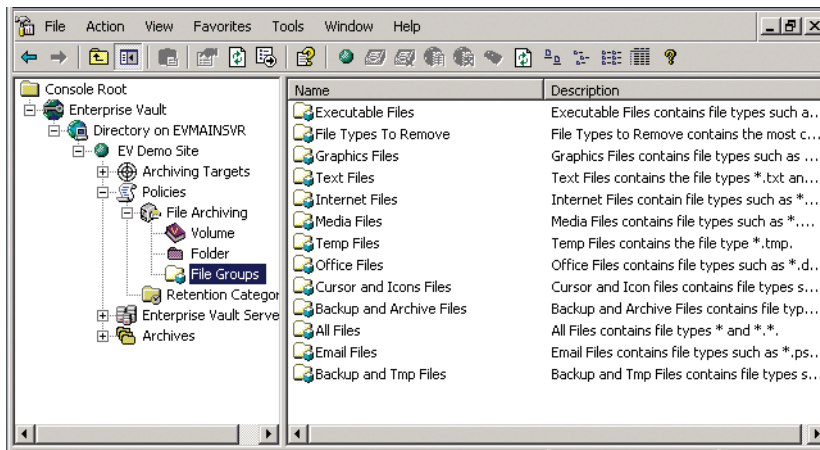 File Action View Favorites Tools Window Help
Console Root
Enterprise Vault
Directory on EVMAINSVR
EV Demo Site
Archiving Targets
Policies
File Archiving
Volume
Folder
File Groups
Retention Categor
Enterprise Vault Serve
Archives
Name Description
Executable Files Executable Files contains file types such a...
File Types To Remove File Types to Remove contains the most c...
Graphics Files Graphics Files contains file types such as ...
Text Files Text Files contains the file types *.txt an...
Internet Files Internet Files contain file types such as *...
Media Files Media Files contains file types such as *....
Temp Files Temp Files contains the file type *.tmp.
Office Files Office Files contains file types such as *.d...
Cursor and Icons Files Cursor and Icon files contains file types s...
Backup and Archive Files Backup and Archive Files contains file typ...
All Files All Files contains file types * and *.*.
Email Files Email Files contains file types such as *.ps...
Backup and Tmp Files Backup and Tmp Files contains file types s...